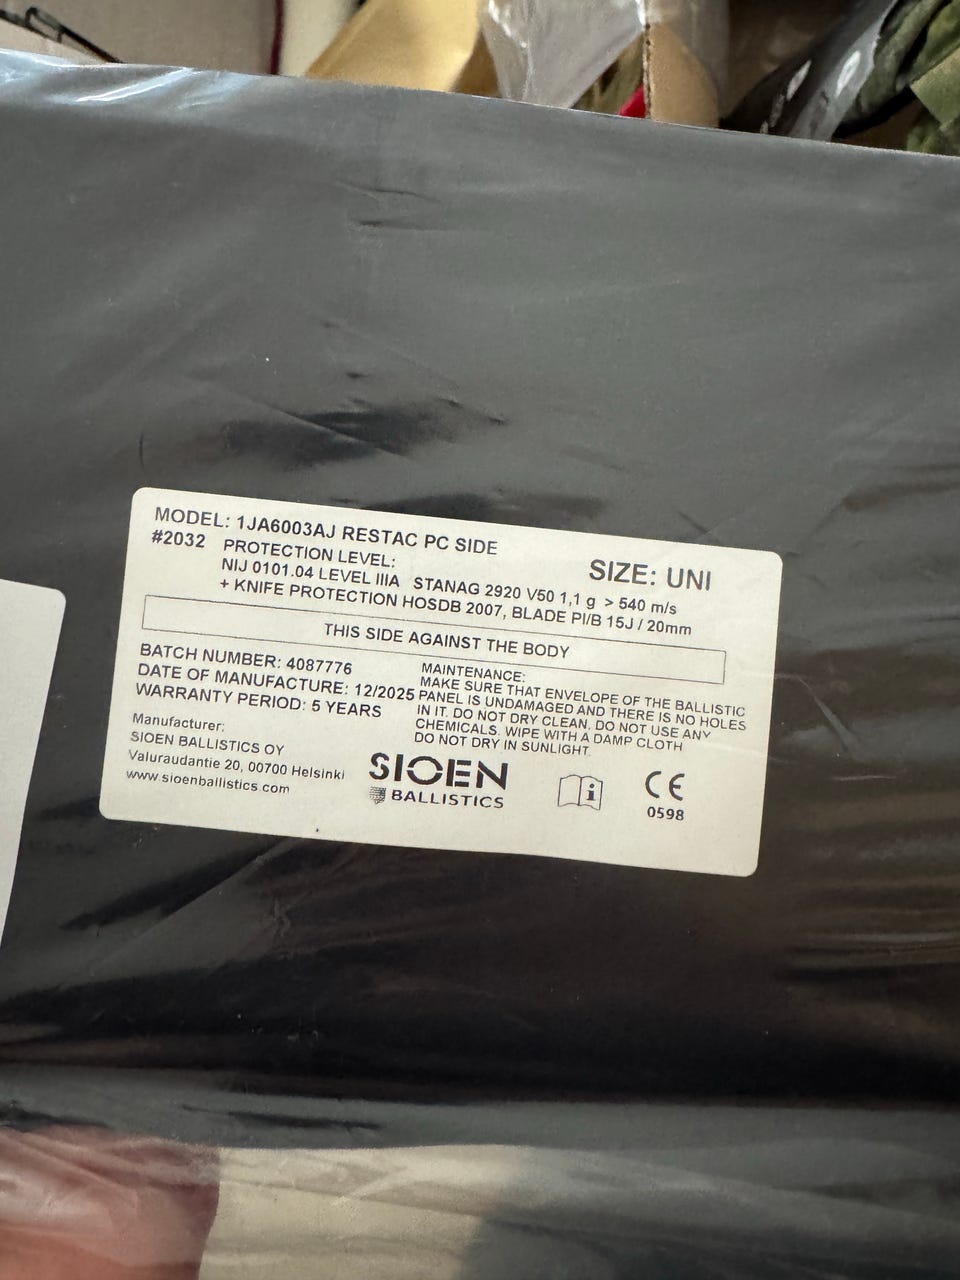 MODEL: 1JA6003AJ RESTAC PC SIDE
#2032
SIZE: UNI
PROTECTION LEVEL:
NIJ 0101.04 LEVEL IIIA STANAG 2920 V50 1,1 g > 540 m/s
+ KNIFE PROTECTION HOSDB 2007, BLADE PI/B 15J / 20mm
THIS SIDE AGAINST THE BODY
BATCH NUMBER: 4087776
DATE OF MANUFACTURE: 12/2025
WARRANTY PERIOD: 5 YEARS
MAINTENANCE:
MAKE SURE THAT ENVELOPE OF THE BALLISTIC
PANEL IS UNDAMAGED AND THERE IS NO HOLES
IN IT. DO NOT DRY CLEAN. DO NOT USE ANY
CHEMICALS. WIPE WITH A DAMP CLOTH
DO NOT DRY IN SUNLIGHT.
Manufacturer:
SIOEN BALLISTICS OY
Valuraudantie 20, 00700 Helsinki
www.sioenballistics.com
SIOEN
BALLISTICS
i
CE
0598